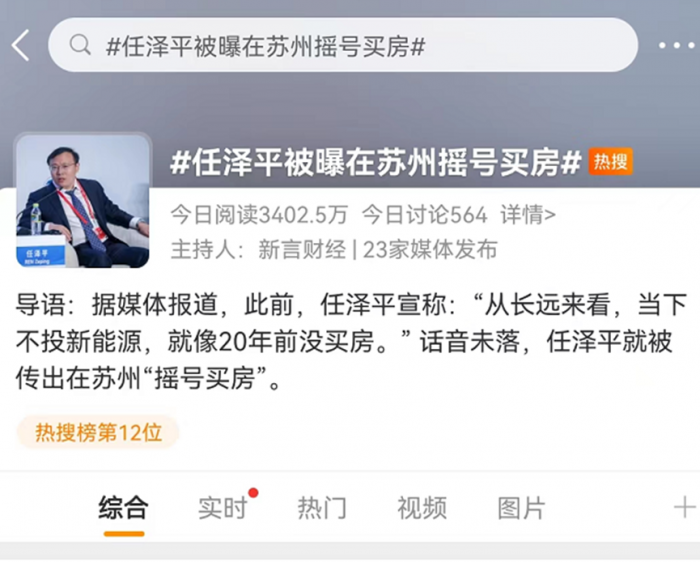 #任泽平被曝在苏州摇号买房#
#任泽平被曝在苏州摇号买房# 热搜
今日阅读3402.5万 今日讨论564 详情>
主持人：新言财经 | 23家媒体发布
任泽平
REN Zeping
导语：据媒体报道，此前，任泽平宣称：“从长远来看，当下
不投新能源，就像20年前没买房。” 话音未落，任泽平就被
传出在苏州“摇号买房”。
热搜榜第12位
综合 实时 热门 视频 图片